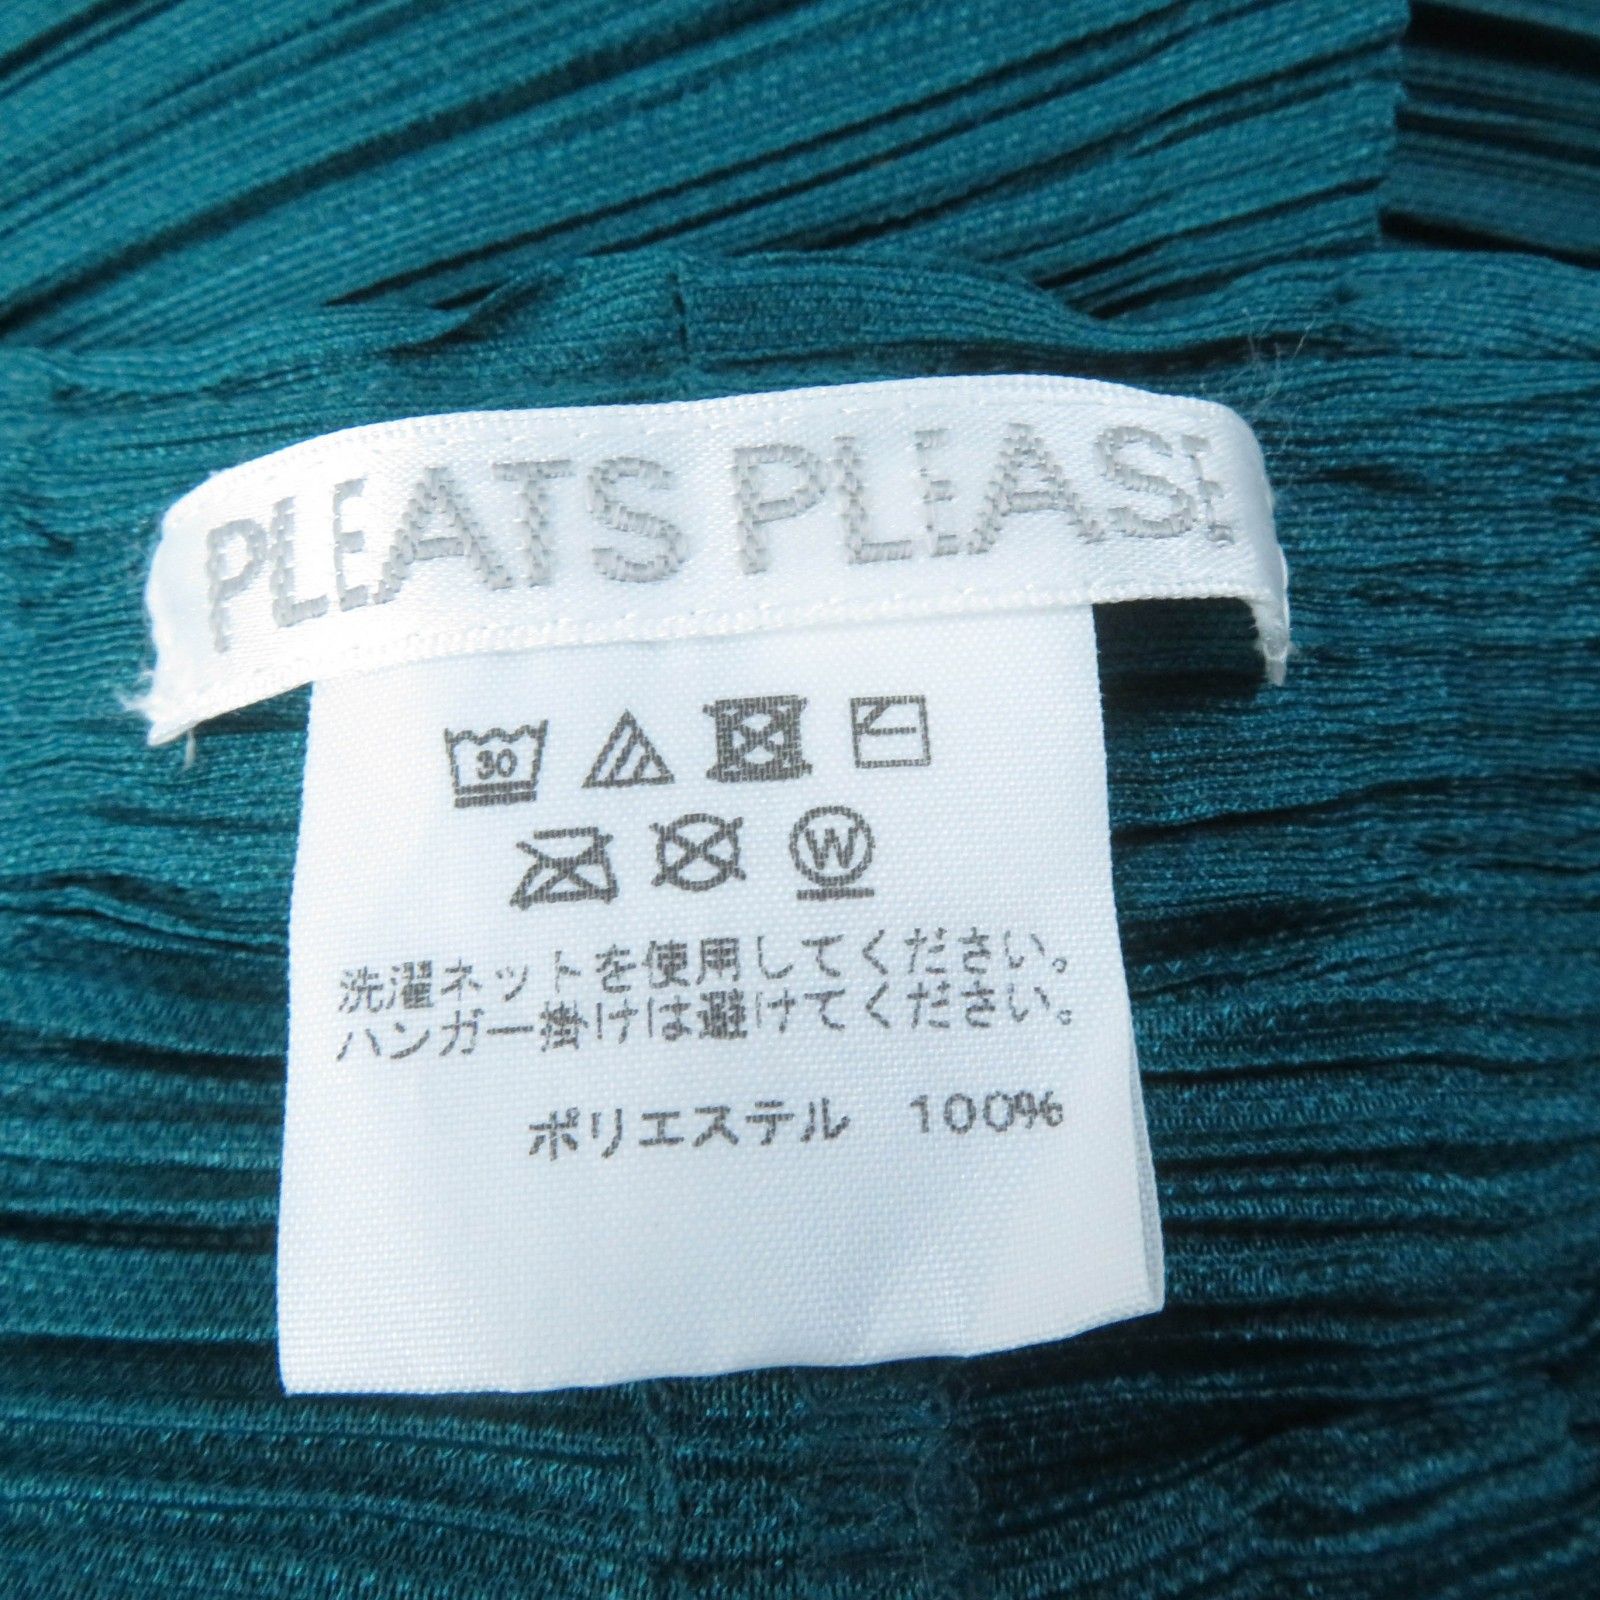 PLEATS PLEASE
30
W
洗濯ネットを使用してください。
ハンガー掛けは避けてください。
ポリエステル 100%